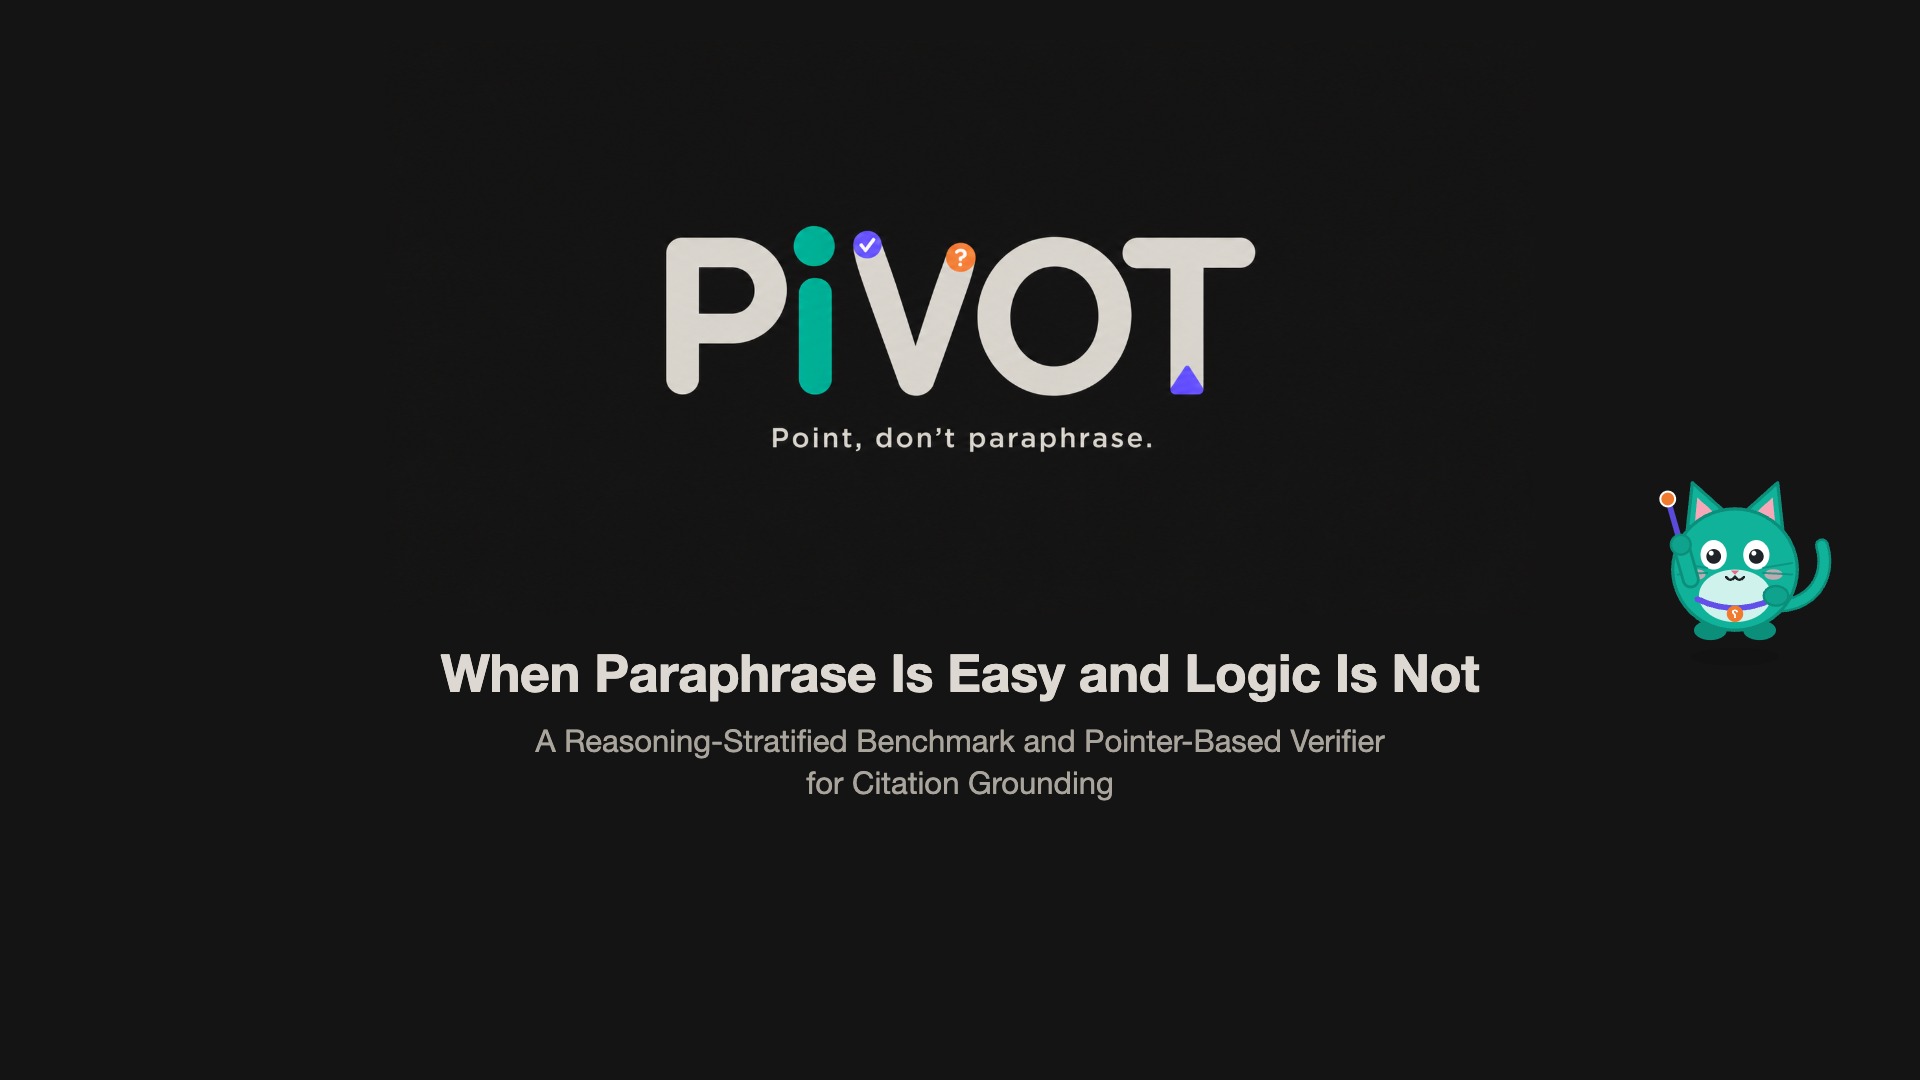 PiVOT
Point, don’t paraphrase.
When Paraphrase Is Easy and Logic Is Not
A Reasoning-Stratified Benchmark and Pointer-Based Verifier
for Citation Grounding